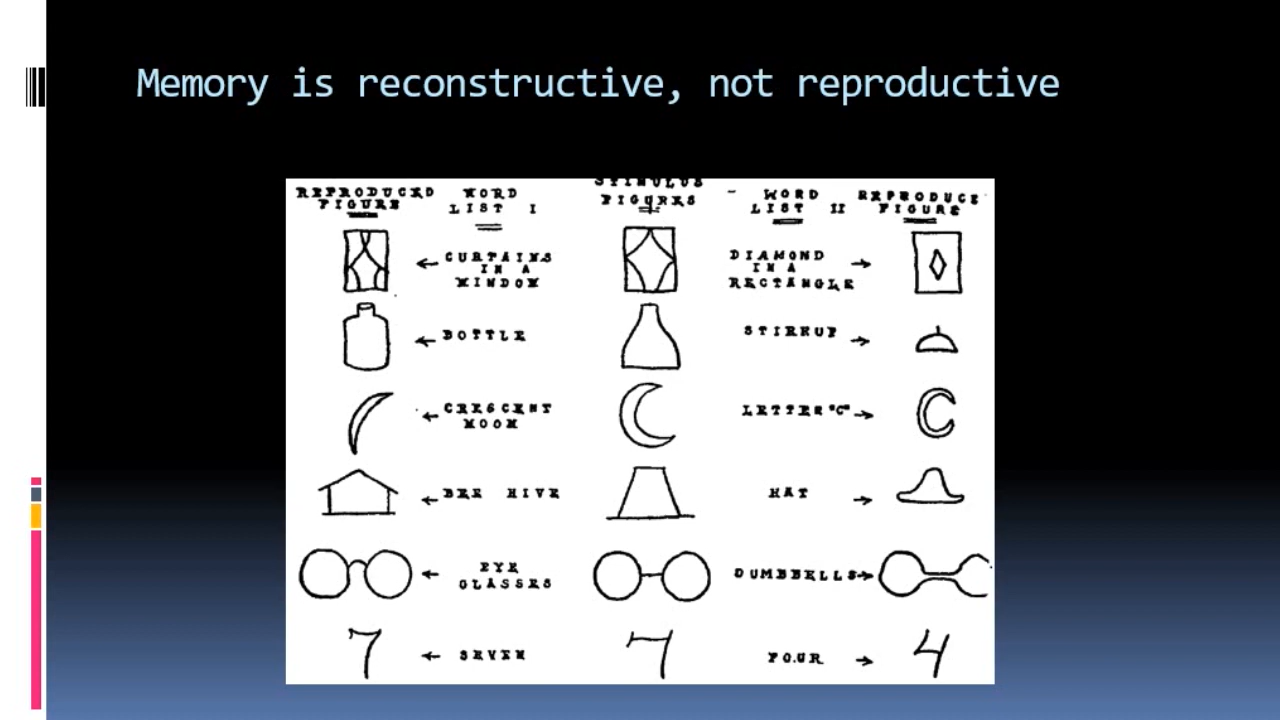 Memory is reconstructive, not reproductive
REPRODUCED
FIGURE
WORD
LIST I
STIMULUS
FIGURES
WORD
LIST II
REPRODUCE
FIGURE
CURTAINS
IN A
WINDOW
DIAMOND
IN A
RECTANGLE
BOTTLE
STIRRUP
CRESCENT
MOON
LETTER "C"
C
BEE HIVE
HAT
EYE
GLASSES
DUMBBELLS
7
SEVEN
7
FOUR
4